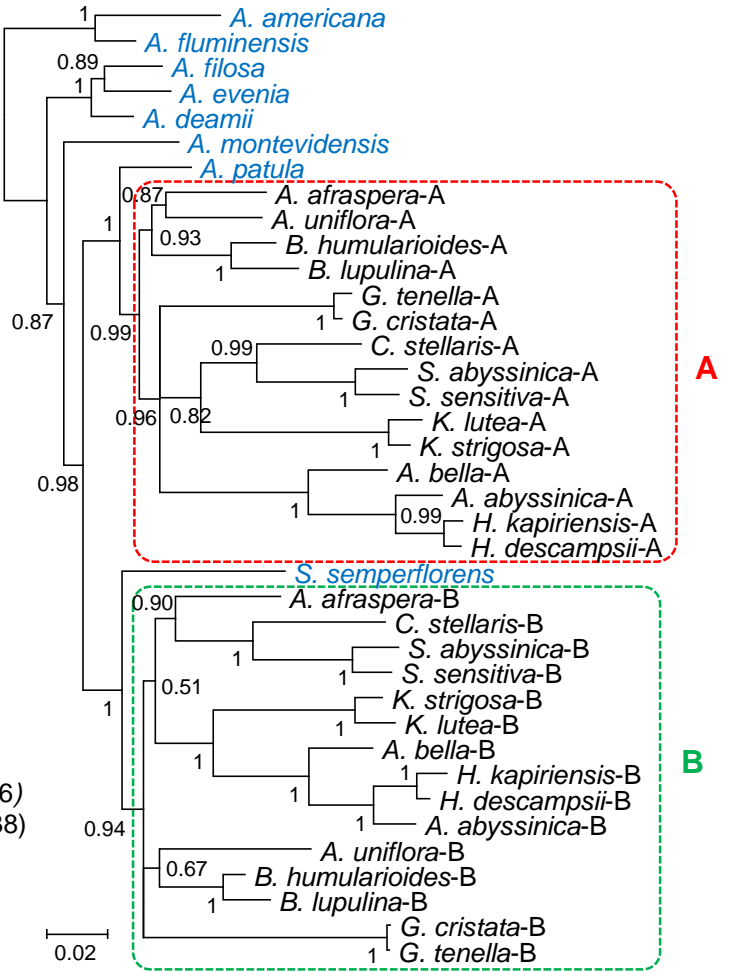 1
A. americana
A. fluminensis
0.89
A. filosa
1
A. evenia
A. deamii
A. montevidensis
A. patula
0.87
A. afraspera-A
1
A. uniflora-A
0.93
B. humularioides-A
1
B. lupulina-A
G. tenella-A
0.87
0.99
1
G. cristata-A
0.99
C. stellaris-A
A
S. abyssinica-A
1
S. sensitiva-A
0.96
0.82
K. lutea-A
1
K. strigosa-A
A. bella-A
0.98
1
A. abyssinica-A
0.99
H. kapiriensis-A
H. descampsii-A
S. semperflorens
0.90
A. afraspera-B
C. stellaris-B
1
S. abyssinica-B
1
S. sensitiva-B
0.51
K. strigosa-B
1
1
K. lutea-B
A. bella-B
1
B
1
H. kapiriensis-B
6)
1
H. descampsii-B
38)
0.94
1
A. abyssinica-B
A. uniflora-B
0.67
B. humularioides-B
1
B. lupulina-B
G. cristata-B
0.02
1
G. tenella-B